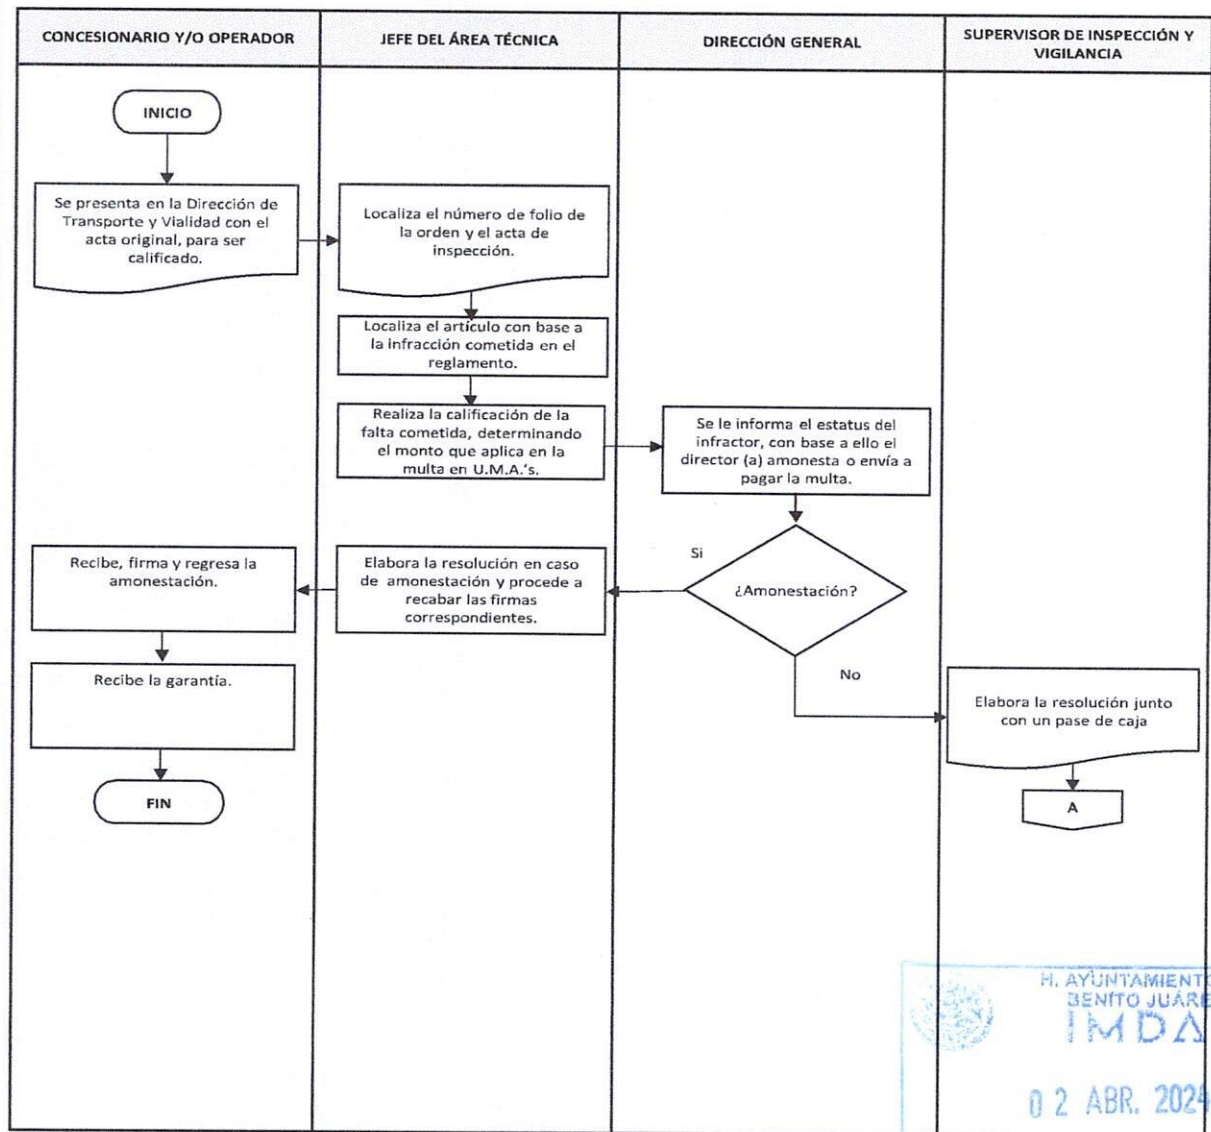 CONCESIONARIO Y/O OPERADOR
JEFE DEL ÁREA TÉCNICA
DIRECCIÓN GENERAL
SUPERVISOR DE INSPECCIÓN Y
VIGILANCIA
INICIO
Se presenta en la Dirección de
Transporte y Vialidad con el
acta original, para ser
calificado.
Localiza el número de folio de
la orden y el acta de
inspección.
Localiza el artículo con base a
la infracción cometida en el
reglamento.
Realiza la calificación de la
falta cometida, determinando
el monto que aplica en la
multa en U.M.A.'s.
Se le informa el estatus del
infractor, con base a ello el
director (a) amonesta o envía a
pagar la multa.
¿Amonestación?
Si
Elabora la resolución en caso
de amonestación y procede a
recabar las firmas
correspondientes.
Recibe, firma y regresa la
amonestación.
Recibe la garantía.
FIN
No
Elabora la resolución junto
con un pase de caja
A
H. AYUNTAMIENTO
BENITO JUÁRE
IMDA
02 ABR. 2024